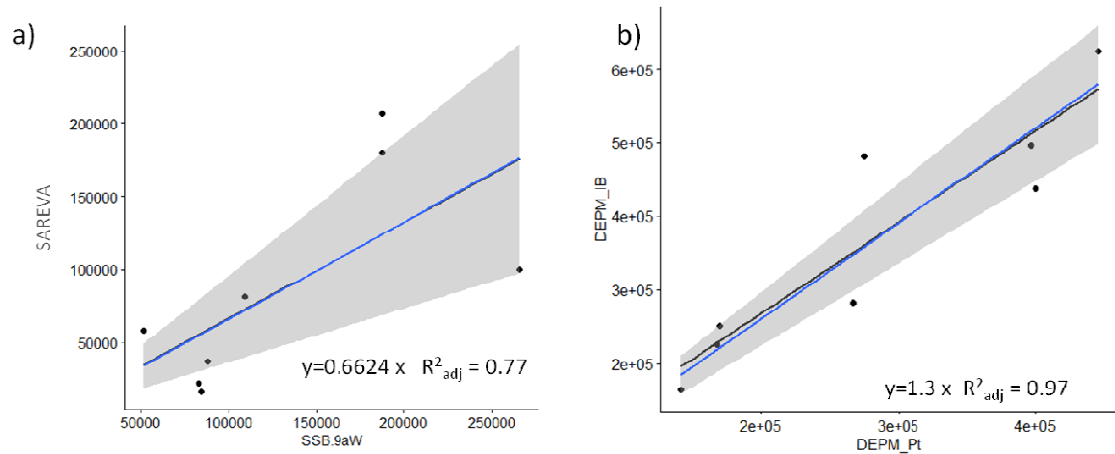 a)
SAREVA
250000
200000
150000
100000
50000
y=0.6624 x R²adj = 0.77
50000 100000 150000 200000 250000
SSB.9aW
b)
DEPM_IB
6e+05
5e+05
4e+05
3e+05
2e+05
y=1.3 x R²adj = 0.97
2e+05 3e+05 4e+05
DEPM_Pt